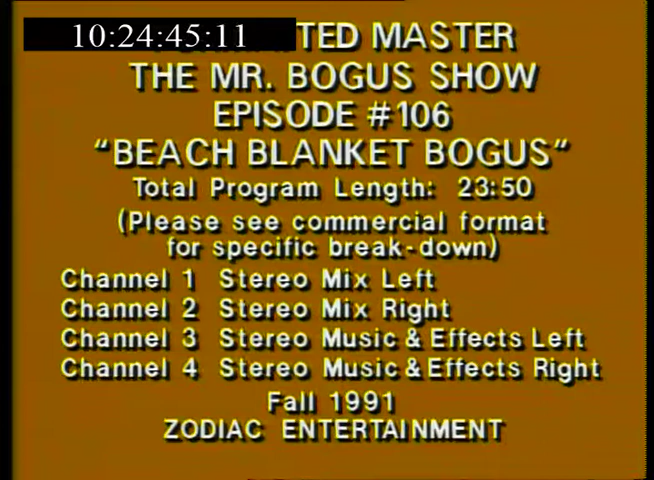 10:24:45:11
TED MASTER
THE MR. BOGUS SHOW
EPISODE #106
"BEACH BLANKET BOGUS"
Total Program Length: 23:50
(Please see commercial format
for specific break-down)
Channel 1 Stereo Mix Left
Channel 2 Stereo Mix Right
Channel 3 Stereo Music & Effects Left
Channel 4 Stereo Music & Effects Right
Fall 1991
ZODIAC ENTERTAINMENT